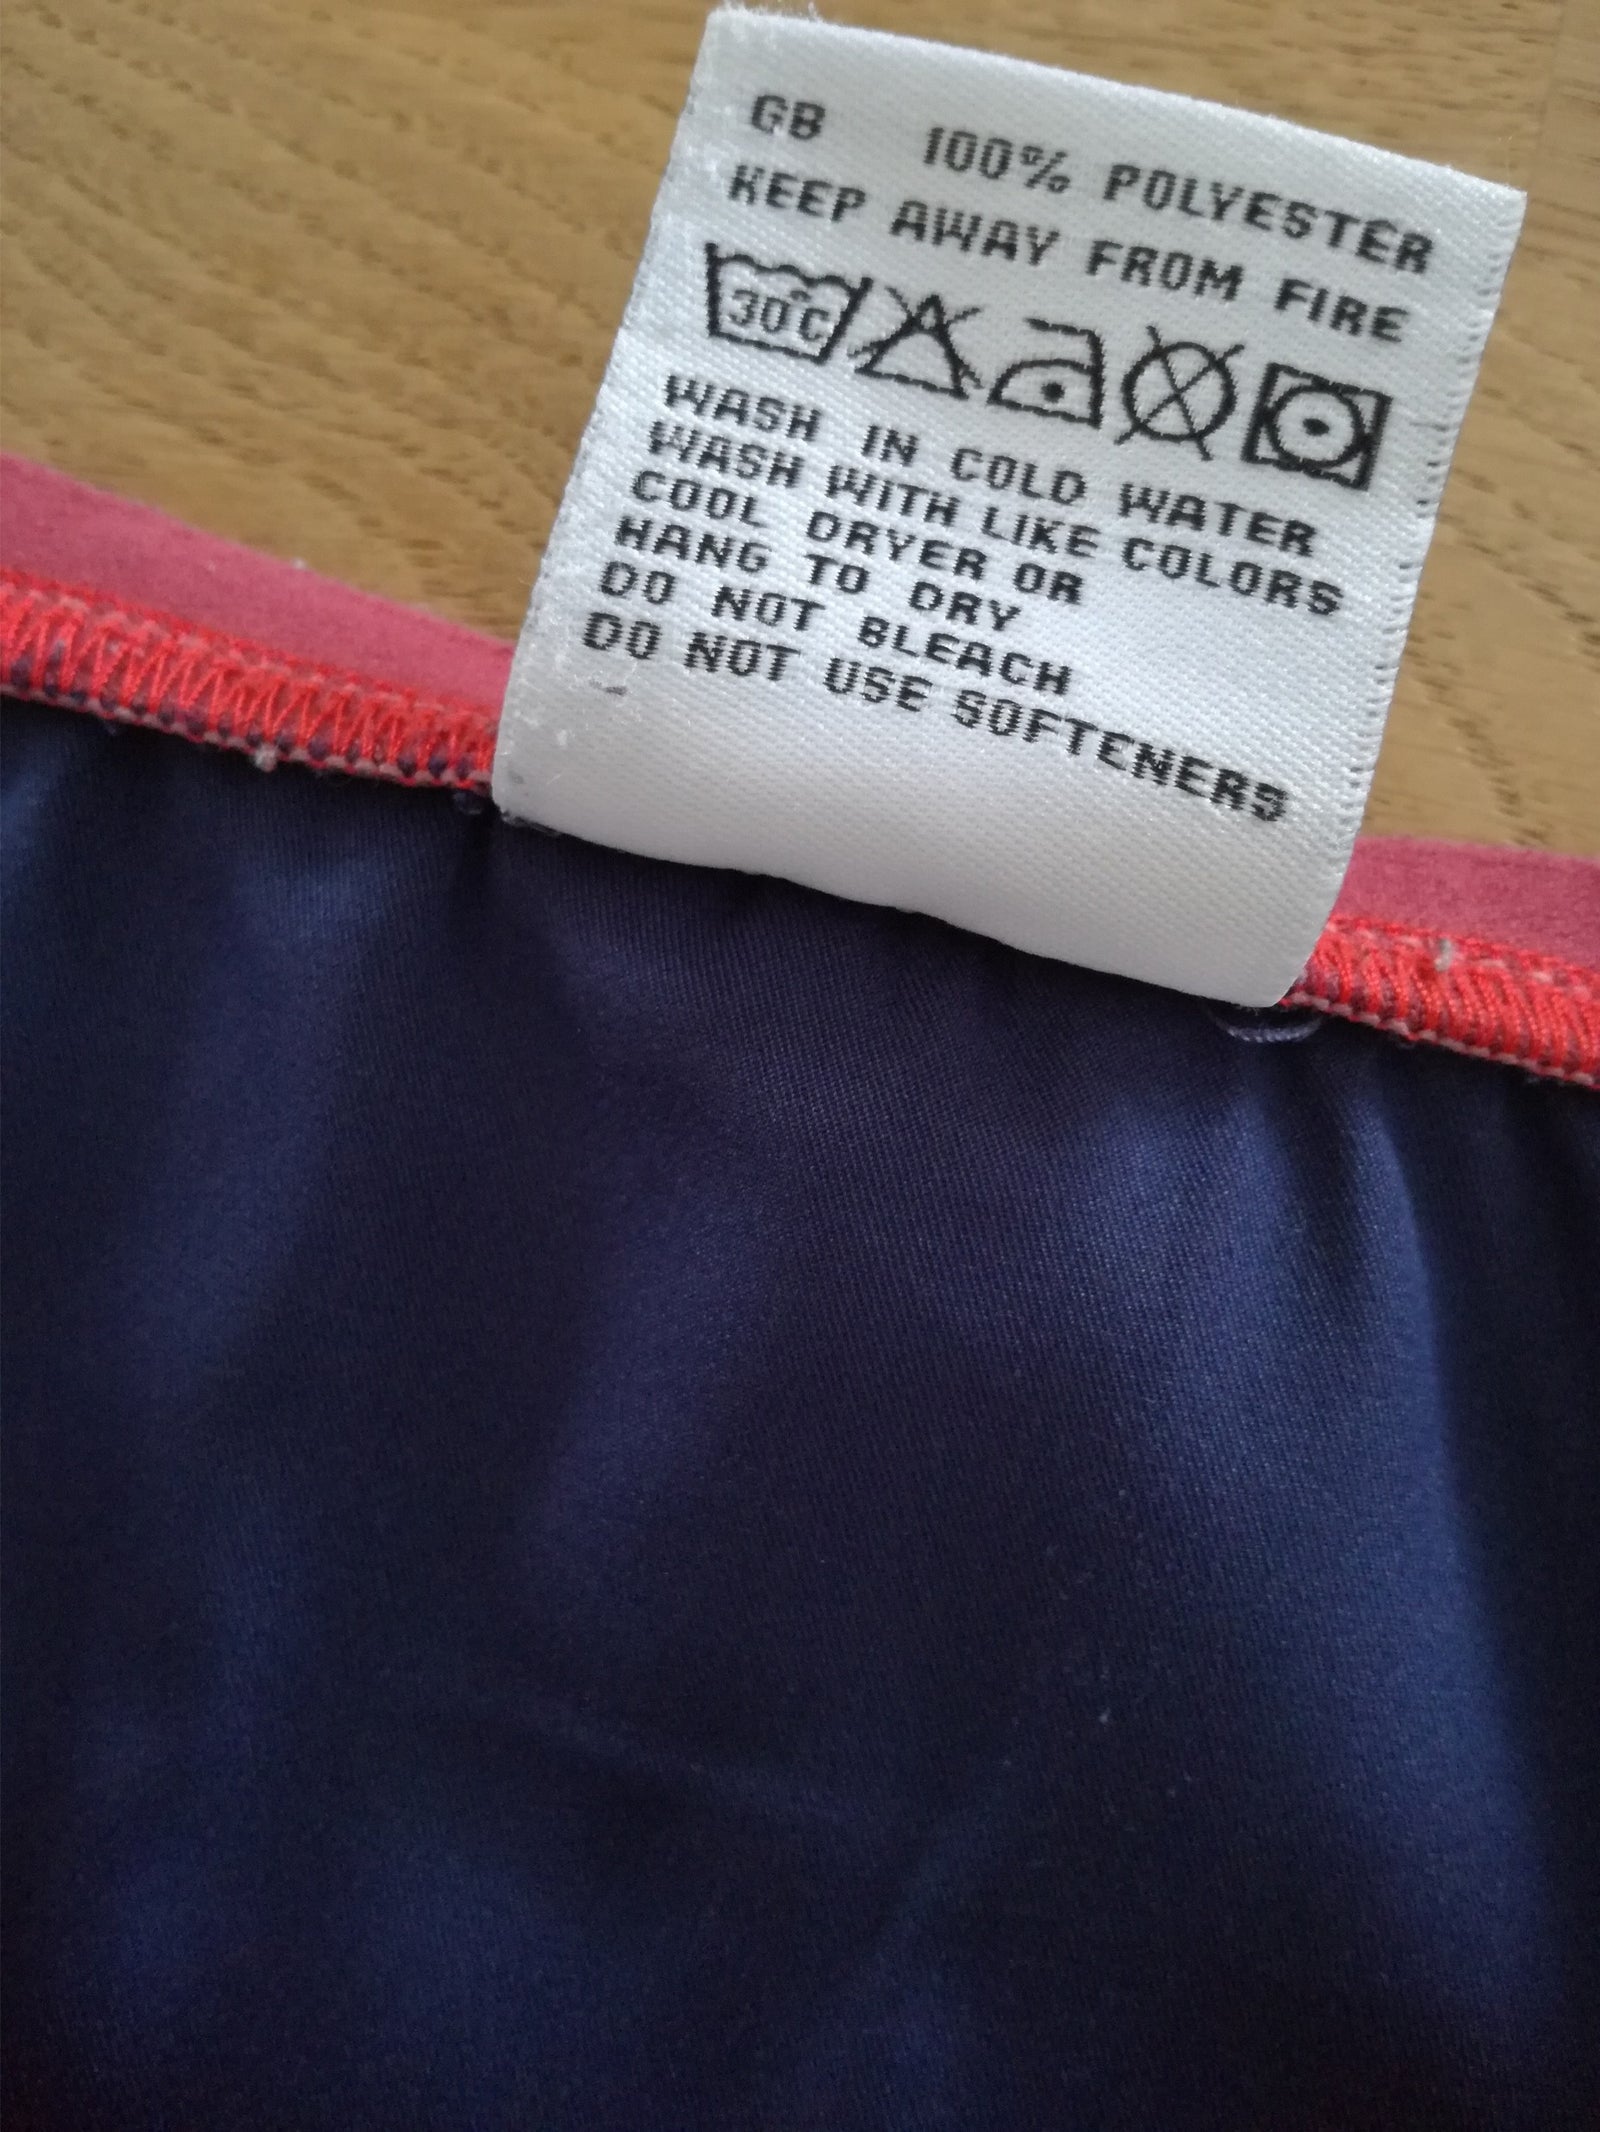 GB 100% POLYESTER
KEEP AWAY FROM FIRE
30°C
WASH IN COLD WATER
WASH WITH LIKE COLORS
COOL DRYER OR
HANG TO DRY
DO NOT BLEACH
DO NOT USE SOFTENERS